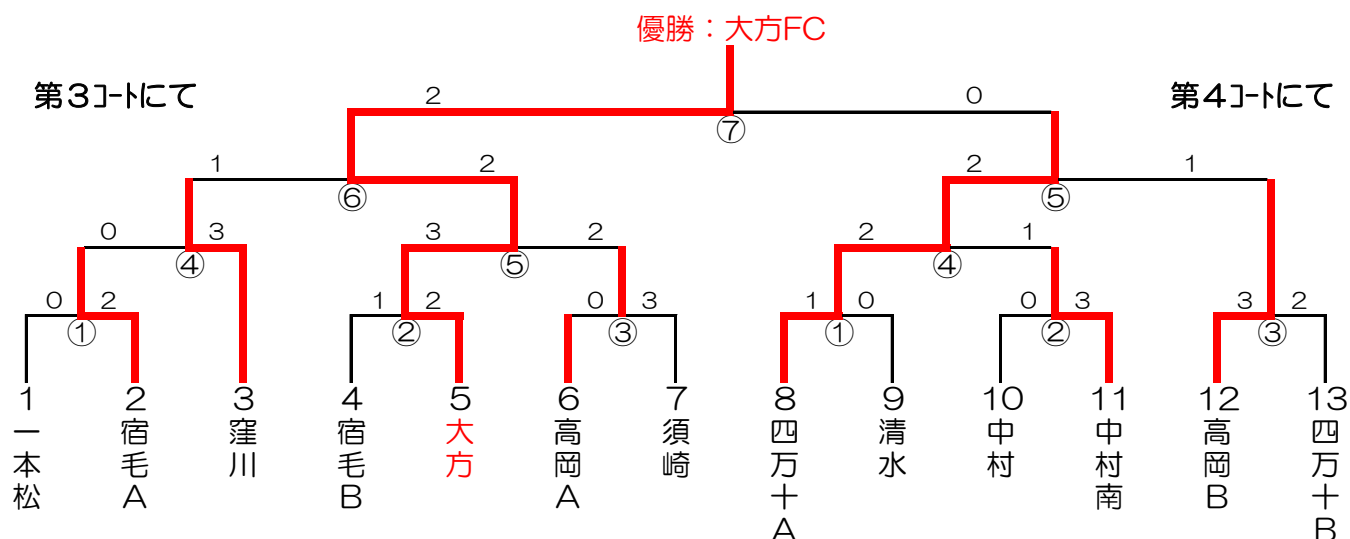 優勝：大方FC
第３コートにて
第４コートにて
2 0
⑦
1 2 2 1
⑥ ⑤
0 3 3 2 2 1
④ ⑤ ④
0 2 1 2 0 3 1 0 0 3 3 2
① ② ③ ① ② ③
1 2 3 4 5 6 7 8 9 10 11 12 13
一本松
宿毛A
窪川
宿毛B
大方
高岡A
須崎
四万十A
清水
中村
中村南
高岡B
四万十B